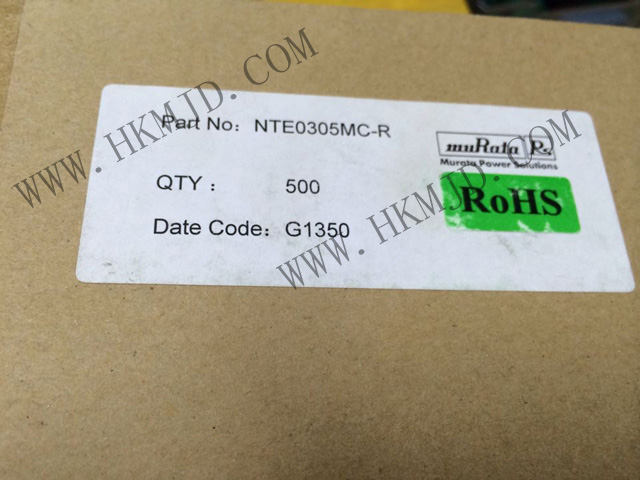 WWW.HKMJD.COM
Part No: NTE0305MC-R
QTY : 500
Date Code: G1350
muRata Ps
Murata Power Solutions
RoHS
WWW.HKMJD.COM